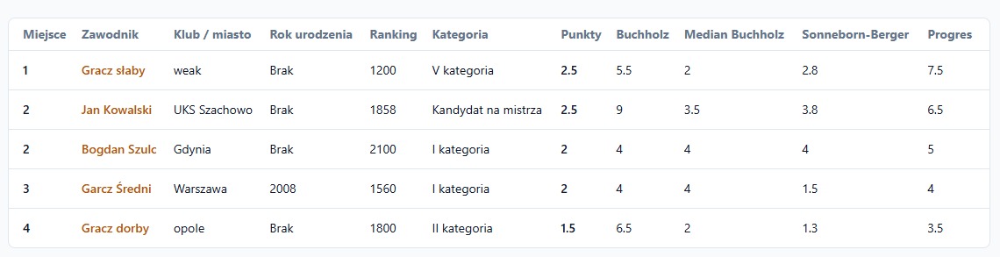 Miejsce Zawodnik Klub / miasto Rok urodzenia Ranking Kategoria Punkty Buchholz Median Buchholz Sonneborn-Berger Progres
1 Gracz słaby weak Brak 1200 V kategoria 2.5 5.5 2 2.8 7.5
2 Jan Kowalski UKS Szachowo Brak 1858 Kandydat na mistrza 2.5 9 3.5 3.8 6.5
2 Bogdan Szulc Gdynia Brak 2100 I kategoria 2 4 4 4 5
3 Garcz Średni Warszawa 2008 1560 I kategoria 2 4 4 1.5 4
4 Gracz dorby opole Brak 1800 II kategoria 1.5 6.5 2 1.3 3.5